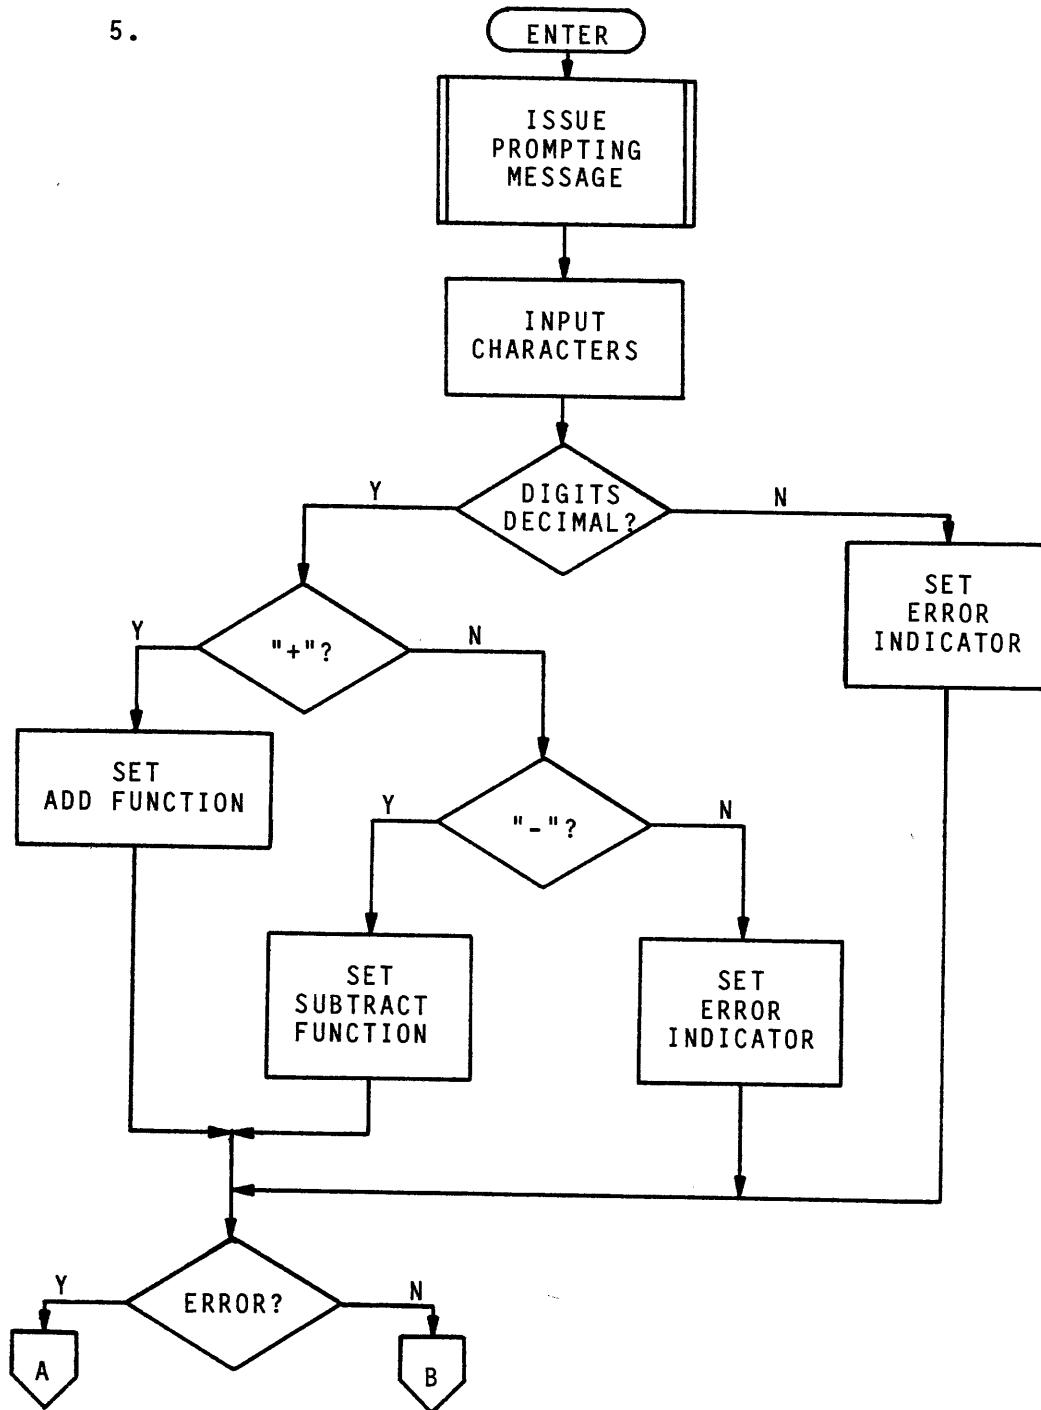 5.
ENTER
ISSUE
PROMPTING
MESSAGE
INPUT
CHARACTERS
DIGITS
DECIMAL?
Y
N
SET
ERROR
INDICATOR
"+"?
Y
N
SET
ADD FUNCTION
"-"?
Y
N
SET
SUBTRACT
FUNCTION
SET
ERROR
INDICATOR
ERROR?
Y
N
A
B